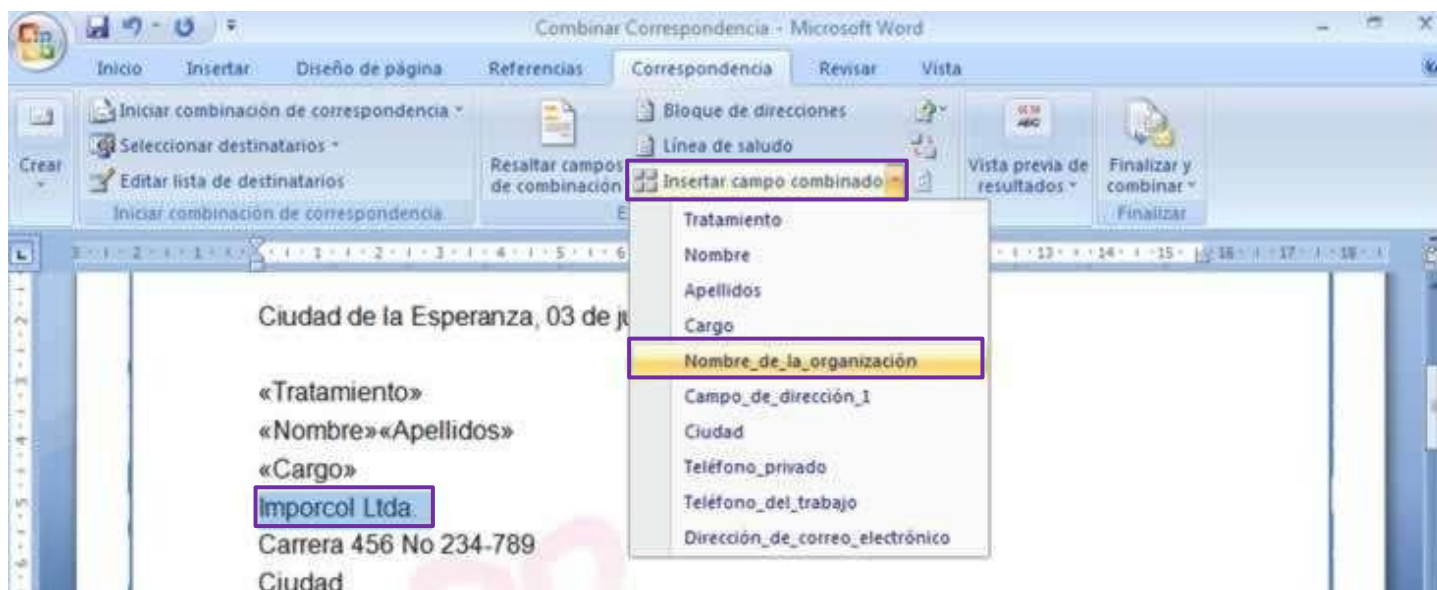 Combinar Correspondencia - Microsoft Word
Inicio Insertar Diseño de página Referencias Correspondencia Revisar Vista
Crear
Iniciar combinación de correspondencia
Seleccionar destinatarios
Editar lista de destinatarios
Iniciar combinación de correspondencia
Resaltar campos
de combinación
Bloque de direcciones
Línea de saludo
Insertar campo combinado
Vista previa de
resultados
Finalizar y
combinar
Finalizar
Tratamiento
Nombre
Apellidos
Cargo
Nombre_de_la_organización
Campo_de_dirección_1
Ciudad
Teléfono_privado
Teléfono_del_trabajo
Dirección_de_correo_electrónico
Ciudad de la Esperanza, 03 de
«Tratamiento»
«Nombre»«Apellidos»
«Cargo»
Imporcol Ltda.
Carrera 456 No 234-789
Ciudad